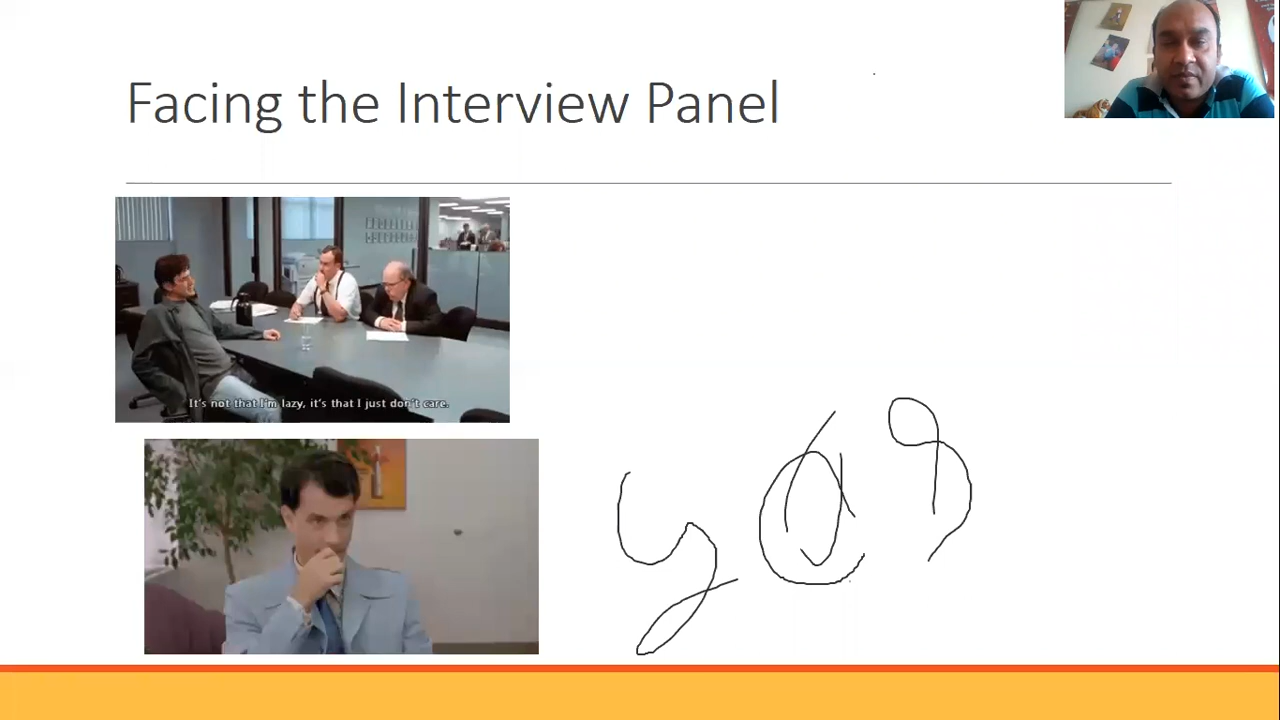 Facing the Interview Panel
It's not that I'm lazy, it's that I just don't care.